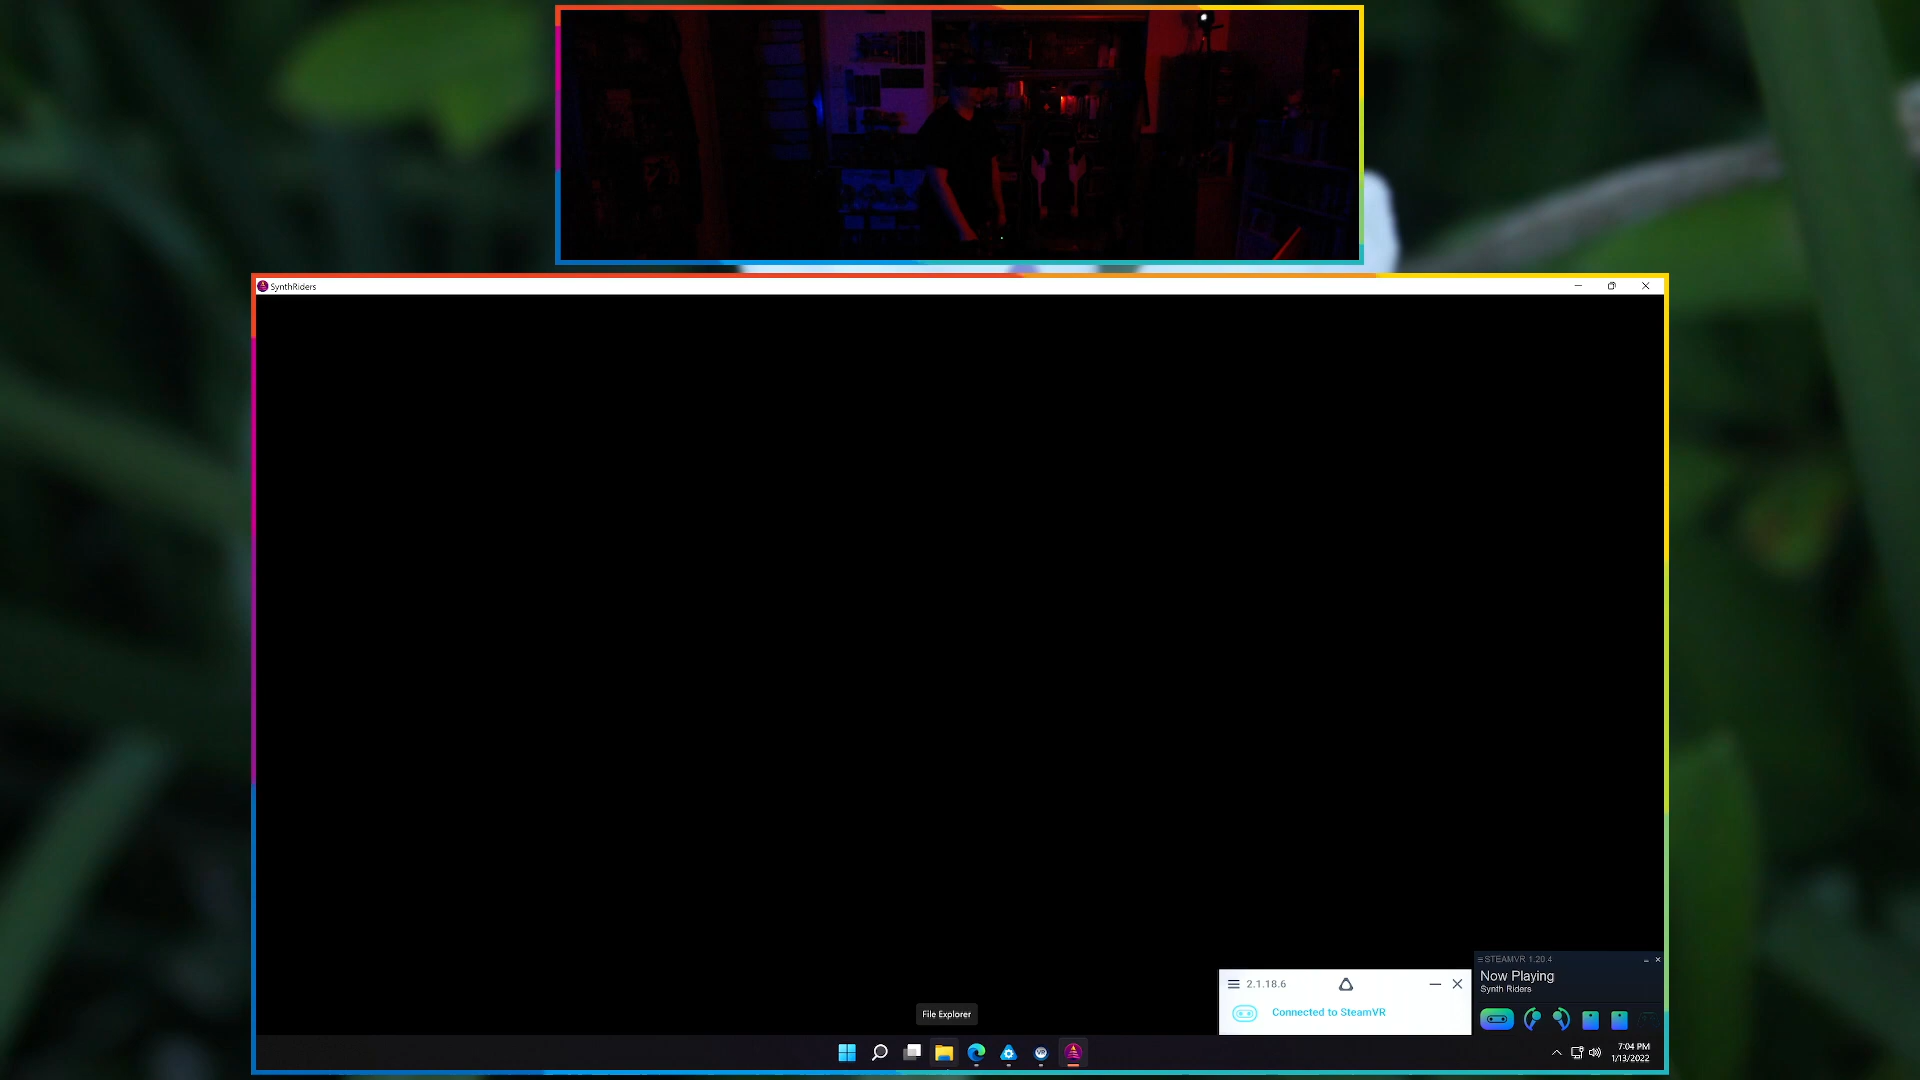 SynthRiders
STEAMVR 1.20.4
Now Playing
Synth Riders
2.1.18.6
Connected to SteamVR
File Explorer
7:04 PM
1/13/2022